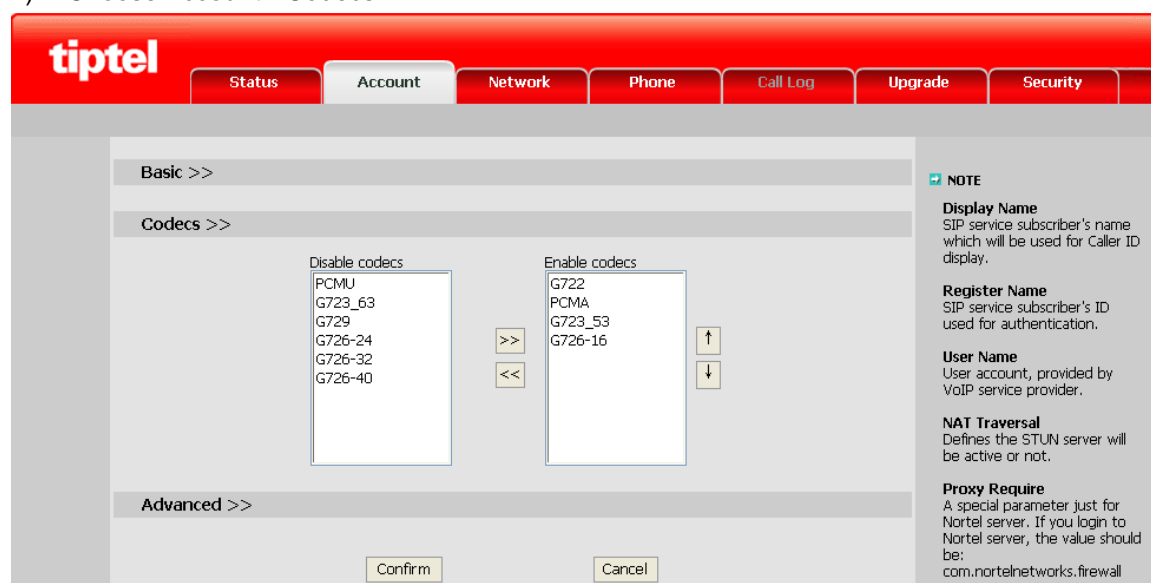 tiptel
Status Account Network Phone Call Log Upgrade Security
Basic >>
Codecs >>
Disable codecs
PCMU
G723_63
G729
G726-24
G726-32
G726-40
>>
<<
Enable codecs
G722
PCMA
G723_53
G726-16
↑
↓
Advanced >>
Confirm Cancel
NOTE
Display Name
SIP service subscriber's name
which will be used for Caller ID
display.
Register Name
SIP service subscriber's ID
used for authentication.
User Name
User account, provided by
VoIP service provider.
NAT Traversal
Defines the STUN server will
be active or not.
Proxy Require
A special parameter just for
Nortel server. If you login to
Nortel server, the value should
be:
com.nortelnetworks.firewall